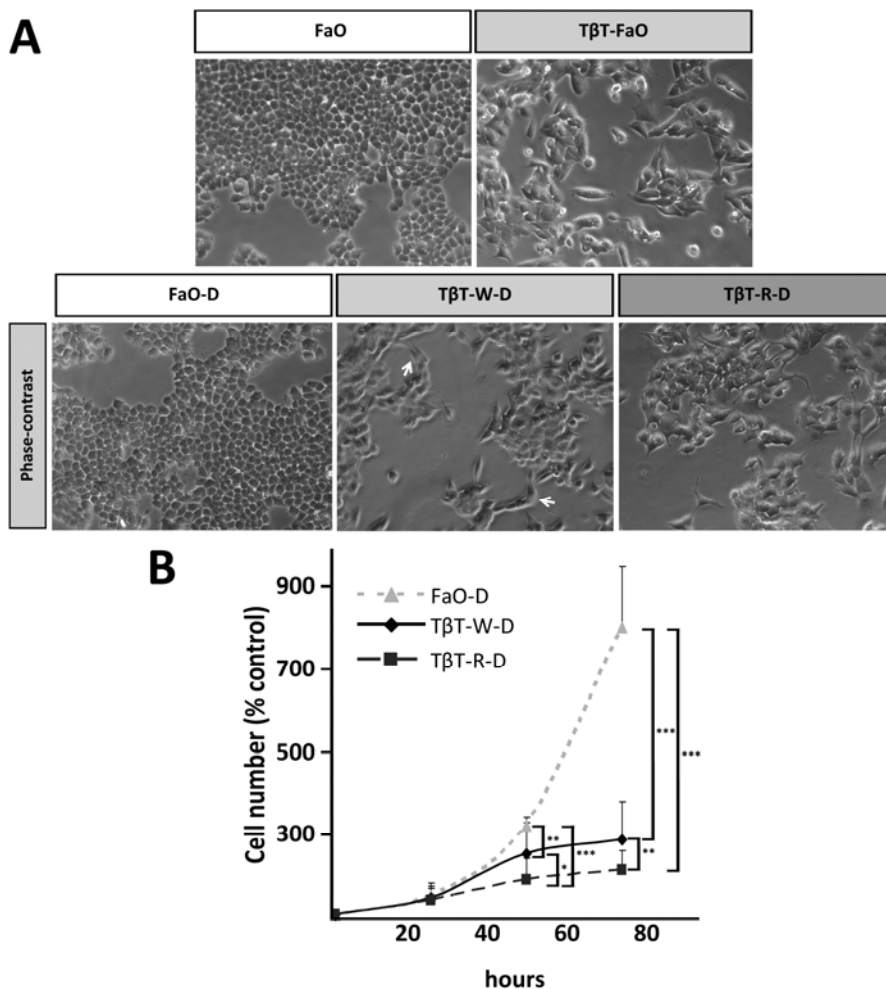 A
FaO
TβT-FaO
FaO-D
TβT-W-D
TβT-R-D
Phase-contrast
B
Cell number (% control)
900
700
500
300
FaO-D
TβT-W-D
TβT-R-D
***
***
**
***
*
**
20
40
60
80
hours